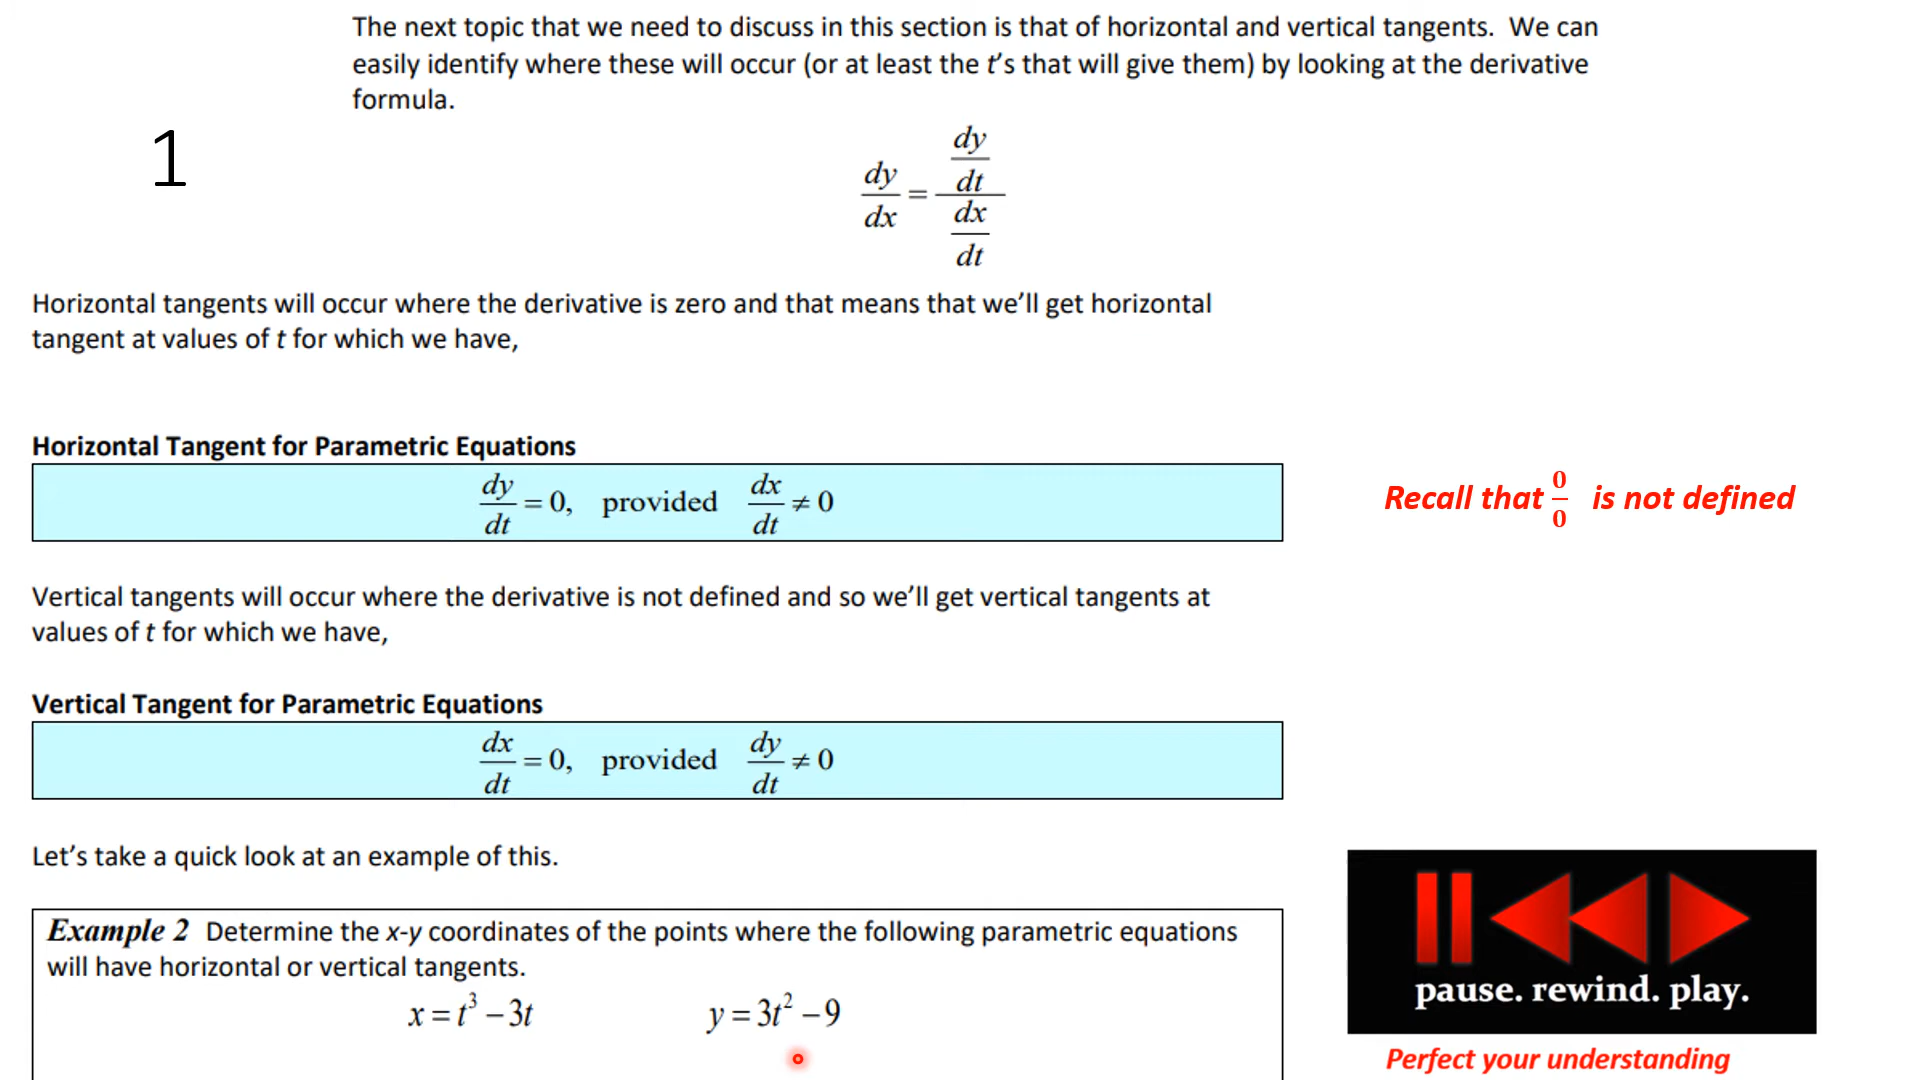 The next topic that we need to discuss in this section is that of horizontal and vertical tangents.  We can
easily identify where these will occur (or at least the t's that will give them) by looking at the derivative
formula.
1
dy/dx = (dy/dt)/(dx/dt)
Horizontal tangents will occur where the derivative is zero and that means that we’ll get horizontal
tangent at values of t for which we have,
Horizontal Tangent for Parametric Equations
dy/dt = 0, provided dx/dt ≠ 0
Recall that 0/0 is not defined
Vertical tangents will occur where the derivative is not defined and so we’ll get vertical tangents at
values of t for which we have,
Vertical Tangent for Parametric Equations
dx/dt = 0, provided dy/dt ≠ 0
Let’s take a quick look at an example of this.
Example 2 Determine the x-y coordinates of the points where the following parametric equations
will have horizontal or vertical tangents.
x = t³ − 3t y = 3t² − 9
pause. rewind. play.
Perfect your understanding